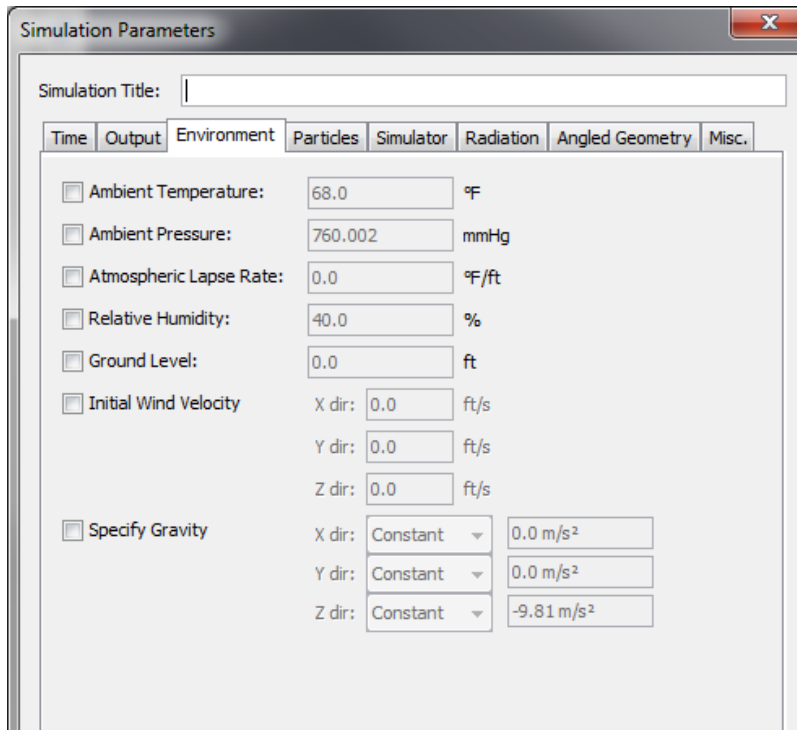 Simulation Parameters
Simulation Title:
Time Output Environment Particles Simulator Radiation Angled Geometry Misc.
Ambient Temperature: 68.0 °F
Ambient Pressure: 760.002 mmHg
Atmospheric Lapse Rate: 0.0 °F/ft
Relative Humidity: 40.0 %
Ground Level: 0.0 ft
Initial Wind Velocity X dir: 0.0 ft/s
Y dir: 0.0 ft/s
Z dir: 0.0 ft/s
Specify Gravity X dir: Constant 0.0 m/s²
Y dir: Constant 0.0 m/s²
Z dir: Constant -9.81 m/s²